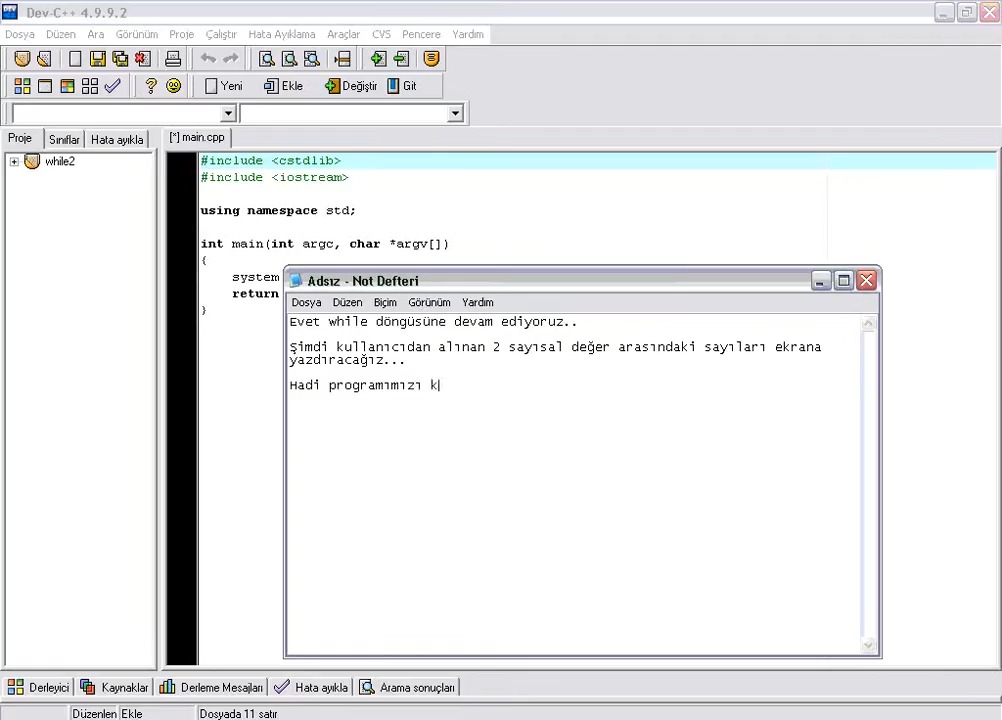 Dev-C++ 4.9.9.2
Dosya Düzen Ara Görünüm Proje Çalıştır Hata Ayıklama Araçlar CVS Pencere Yardım
Yeni Ekle Değiştir Git
Proje Sınıflar Hata ayıkla [*] main.cpp
while2
#include <cstdlib>
#include <iostream>
using namespace std;
int main(int argc, char *argv[])
{
system
return
}
Adsız - Not Defteri
Dosya Düzen Biçim Görünüm Yardım
Evet while döngüsüne devam ediyoruz..
Şimdi kullanıcıdan alınan 2 sayısal değer arasındaki sayıları ekrana
yazdıracağız...
Hadi programımızı k
Derleyici Kaynaklar Derleme Mesajları Hata ayıkla Arama sonuçları
Düzenlen Ekle Dosyada 11 satır